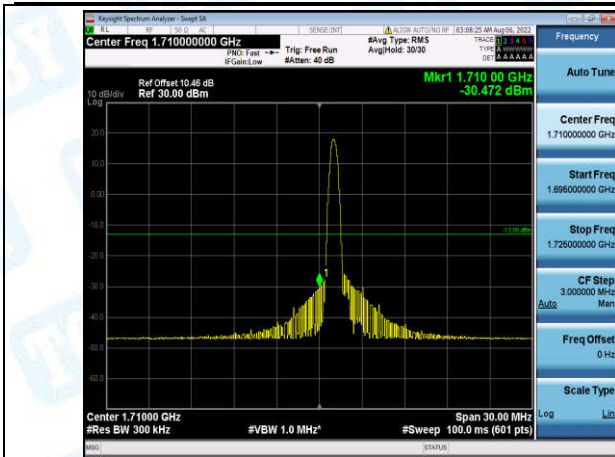 Keysight Spectrum Analyzer - Swept SA
RL RF 50 Ω AC SENSE:INT ALIGN AUTO/NO RF 03:08:25 AM Aug 06, 2022
Center Freq 1.710000000 GHz
PNO: Fast
IFGain:Low
Trig: Free Run
#Atten: 40 dB
#Avg Type: RMS
Avg|Hold: 30/30
TRACE 1 2 3 4 5 6
TYPE A WWWWW
DET A A A A A A
Mkr1 1.710 00 GHz
-30.472 dBm
Ref Offset 10.46 dB
Ref 30.00 dBm
10 dB/div
Log
20.0
10.0
0.00
-10.0
-13.00 dBm
-20.0
1
-30.0
-40.0
-50.0
-60.0
Center 1.71000 GHz
Span 30.00 MHz
#Res BW 300 kHz
#VBW 1.0 MHz*
#Sweep 100.0 ms (601 pts)
MSG
STATUS
Frequency
Auto Tune
Center Freq
1.710000000 GHz
Start Freq
1.695000000 GHz
Stop Freq
1.725000000 GHz
CF Step
3.000000 MHz
Auto Man
Freq Offset
0 Hz
Scale Type
Log Lin